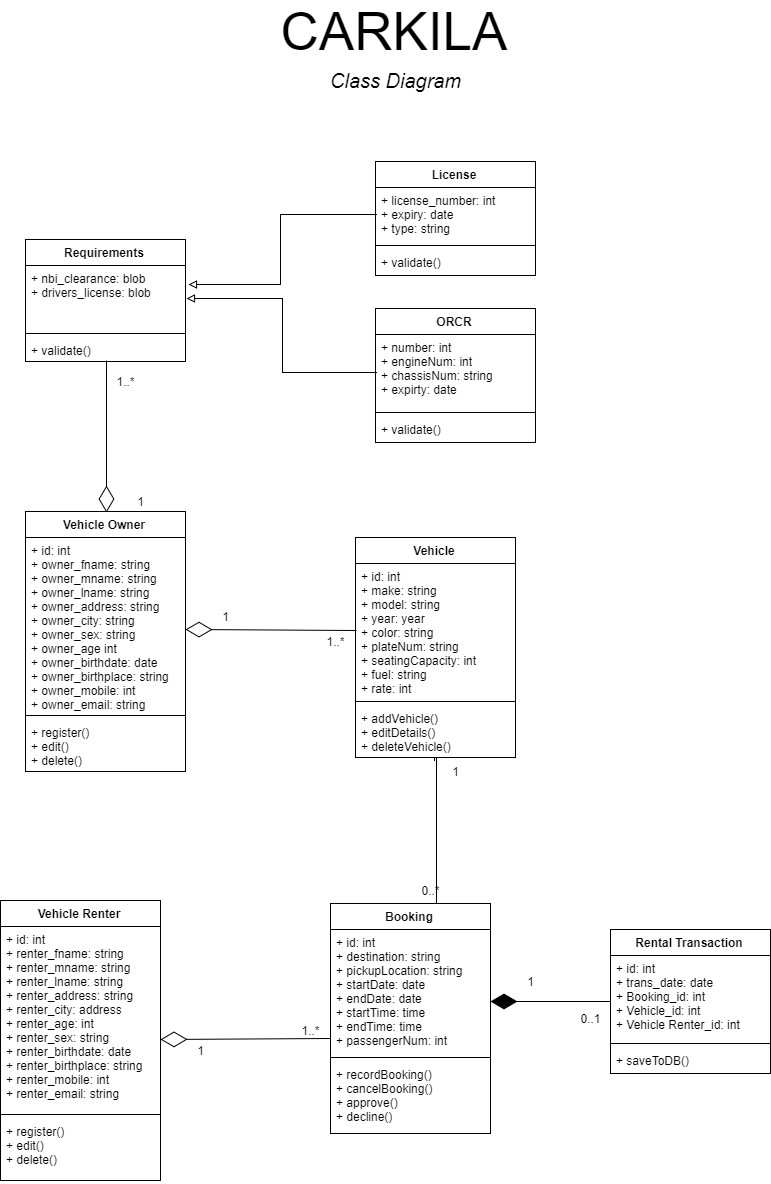 CARKILA
Class Diagram
License
+ license_number: int
+ expiry: date
+ type: string
+ validate()
Requirements
+ nbi_clearance: blob
+ drivers_license: blob
+ validate()
1..*
ORCR
+ number: int
+ engineNum: int
+ chassisNum: string
+ expirty: date
+ validate()
1
Vehicle Owner
+ id: int
+ owner_fname: string
+ owner_mname: string
+ owner_lname: string
+ owner_address: string
+ owner_city: string
+ owner_sex: string
+ owner_age int
+ owner_birthdate: date
+ owner_birthplace: string
+ owner_mobile: int
+ owner_email: string
+ register()
+ edit()
+ delete()
1
1..*
Vehicle
+ id: int
+ make: string
+ model: string
+ year: year
+ color: string
+ plateNum: string
+ seatingCapacity: int
+ fuel: string
+ rate: int
+ addVehicle()
+ editDetails()
+ deleteVehicle()
1
0..*
Vehicle Renter
+ id: int
+ renter_fname: string
+ renter_mname: string
+ renter_lname: string
+ renter_address: string
+ renter_city: address
+ renter_age: int
+ renter_sex: string
+ renter_birthdate: date
+ renter_birthplace: string
+ renter_mobile: int
+ renter_email: string
+ register()
+ edit()
+ delete()
1
1..*
Booking
+ id: int
+ destination: string
+ pickupLocation: string
+ startDate: date
+ endDate: date
+ startTime: time
+ endTime: time
+ passengerNum: int
+ recordBooking()
+ cancelBooking()
+ approve()
+ decline()
1
0..1
Rental Transaction
+ id: int
+ trans_date: date
+ Booking_id: int
+ Vehicle_id: int
+ Vehicle Renter_id: int
+ saveToDB()